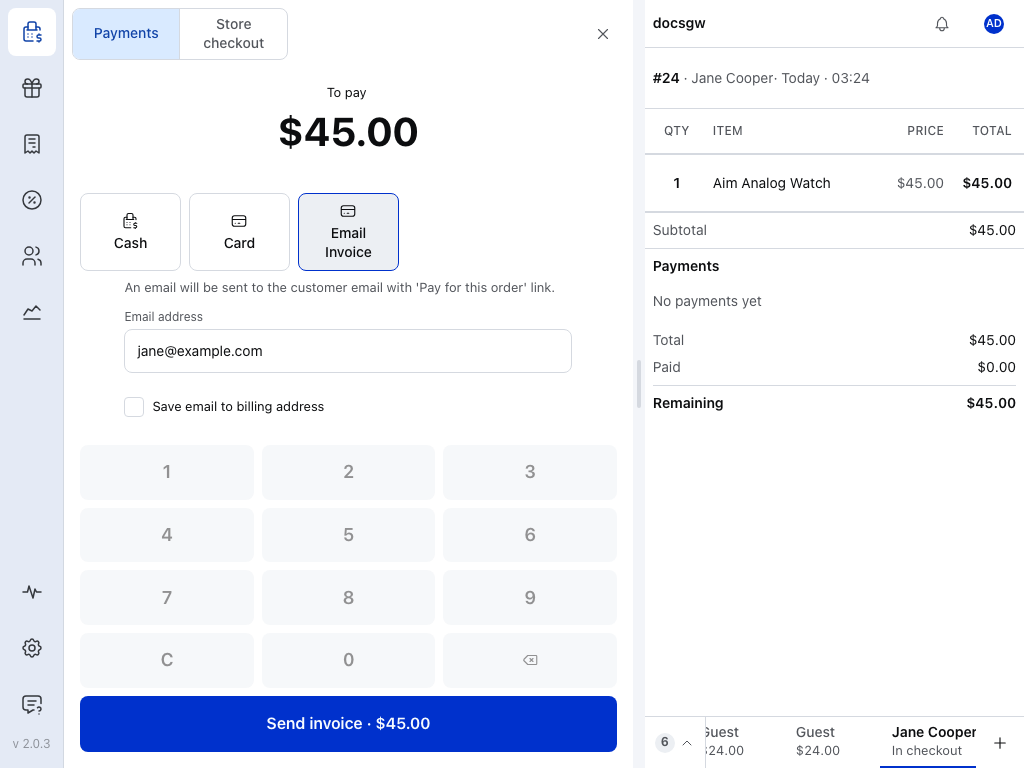 Payments
Store
checkout
To pay
$45.00
Cash
Card
Email
Invoice
An email will be sent to the customer email with 'Pay for this order' link.
Email address
jane@example.com
Save email to billing address
1 2 3
4 5 6
7 8 9
C 0
Send invoice · $45.00
v 2.0.3
docsgw
AD
#24 · Jane Cooper· Today · 03:24
QTY ITEM PRICE TOTAL
1 Aim Analog Watch $45.00 $45.00
Subtotal $45.00
Payments
No payments yet
Total $45.00
Paid $0.00
Remaining $45.00
6
Guest
$24.00
Guest
$24.00
Jane Cooper
In checkout